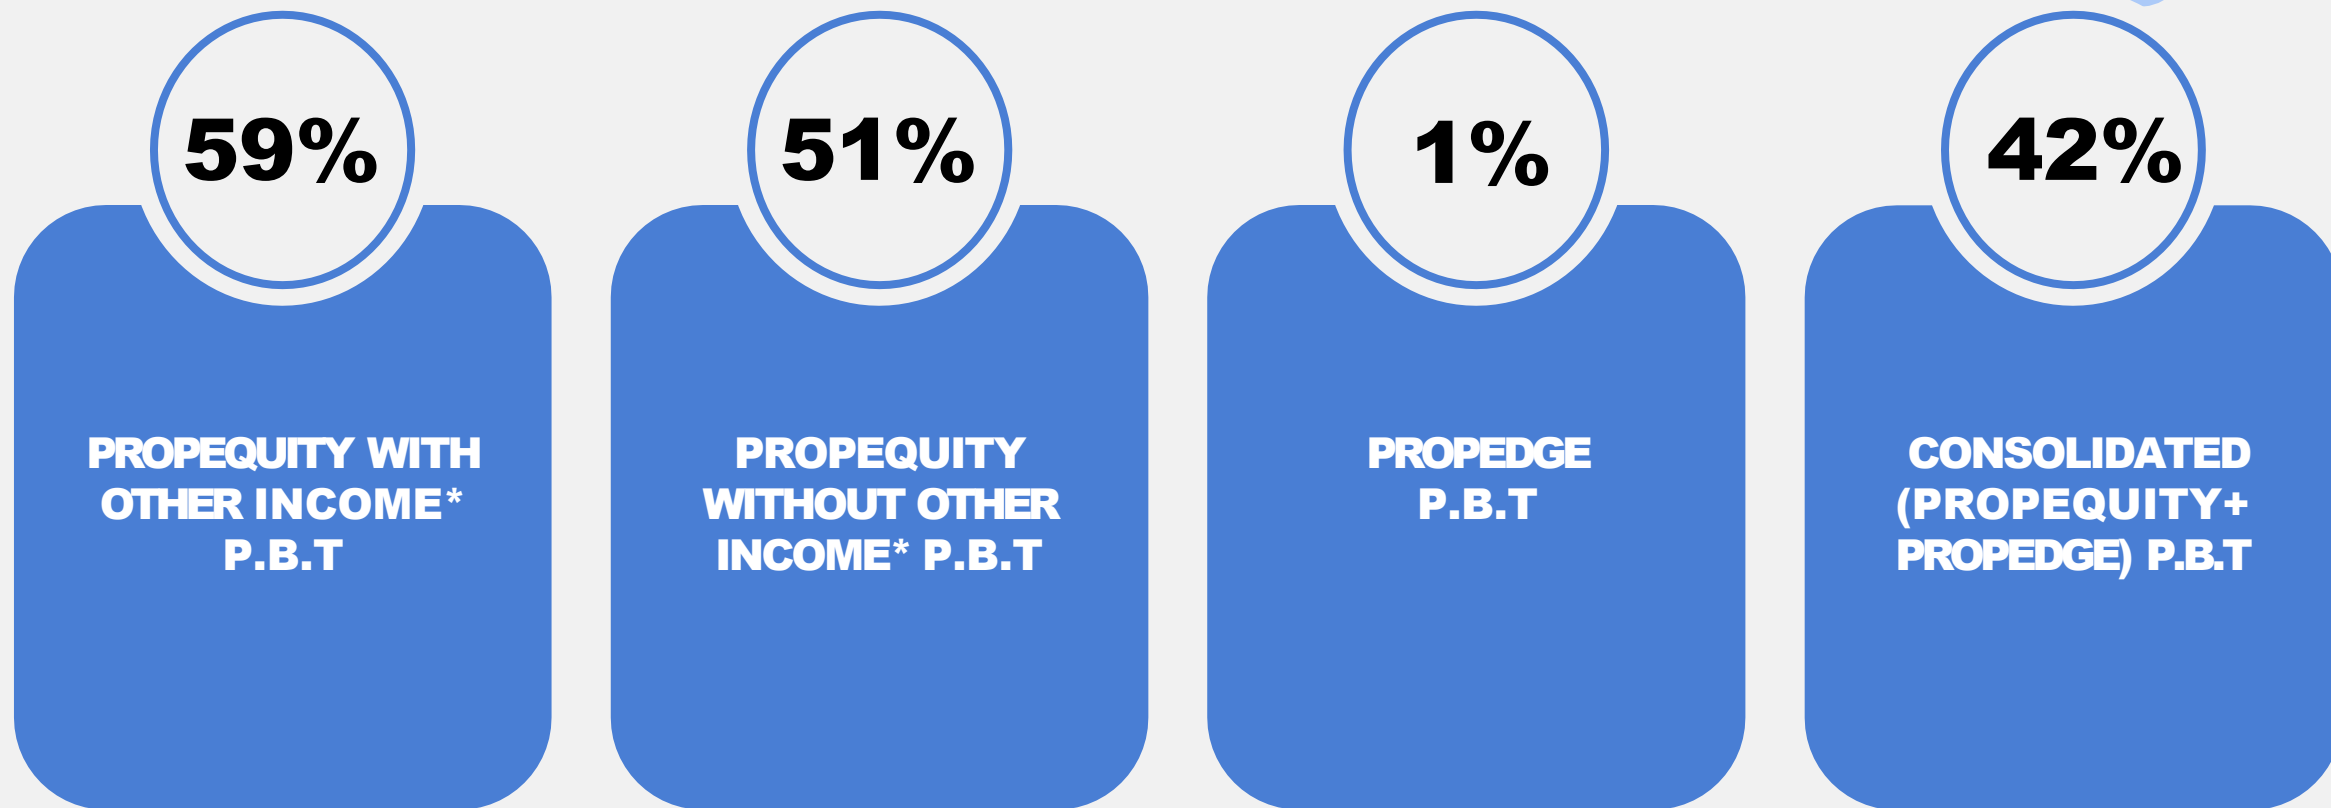 59%
PROPEQUITY WITH
OTHER INCOME*
P.B.T
51%
PROPEQUITY
WITHOUT OTHER
INCOME* P.B.T
1%
PROPEDGE
P.B.T
42%
CONSOLIDATED
(PROPEQUITY+
PROPEDGE) P.B.T